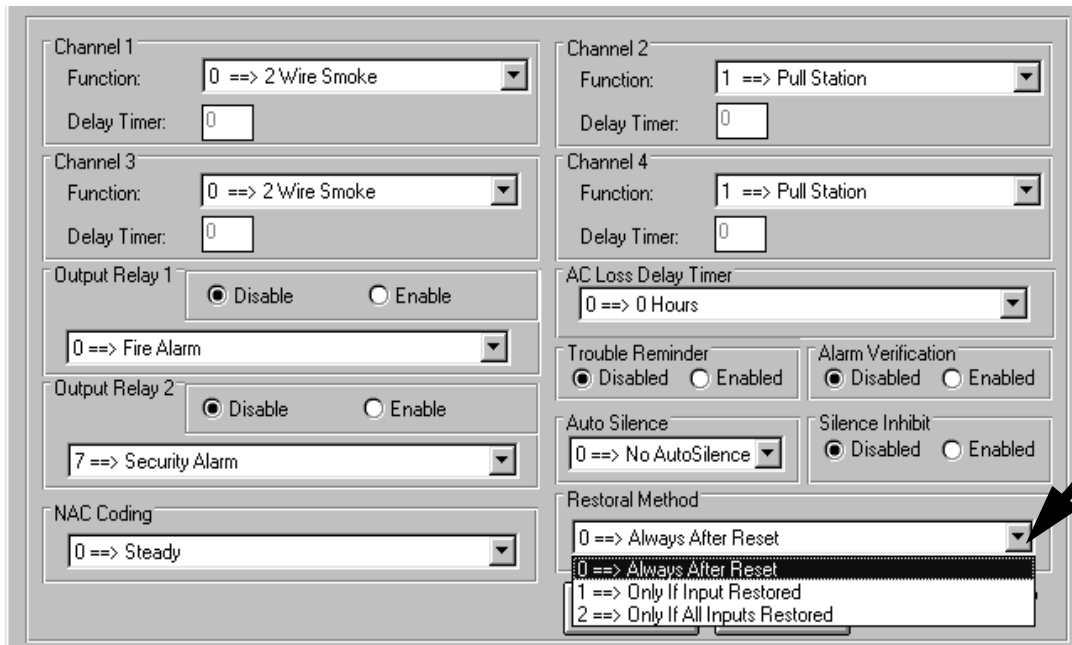 Channel 1
Function: 0 ==> 2 Wire Smoke
Delay Timer: 0
Channel 2
Function: 1 ==> Pull Station
Delay Timer: 0
Channel 3
Function: 0 ==> 2 Wire Smoke
Delay Timer: 0
Channel 4
Function: 1 ==> Pull Station
Delay Timer: 0
Output Relay 1
Disable Enable
0 ==> Fire Alarm
AC Loss Delay Timer
0 ==> 0 Hours
Trouble Reminder
Disabled Enabled
Alarm Verification
Disabled Enabled
Output Relay 2
Disable Enable
7 ==> Security Alarm
Auto Silence
0 ==> No AutoSilence
Silence Inhibit
Disabled Enabled
NAC Coding
0 ==> Steady
Restoral Method
0 ==> Always After Reset
0 ==> Always After Reset
1 ==> Only If Input Restored
2 ==> Only If All Inputs Restored